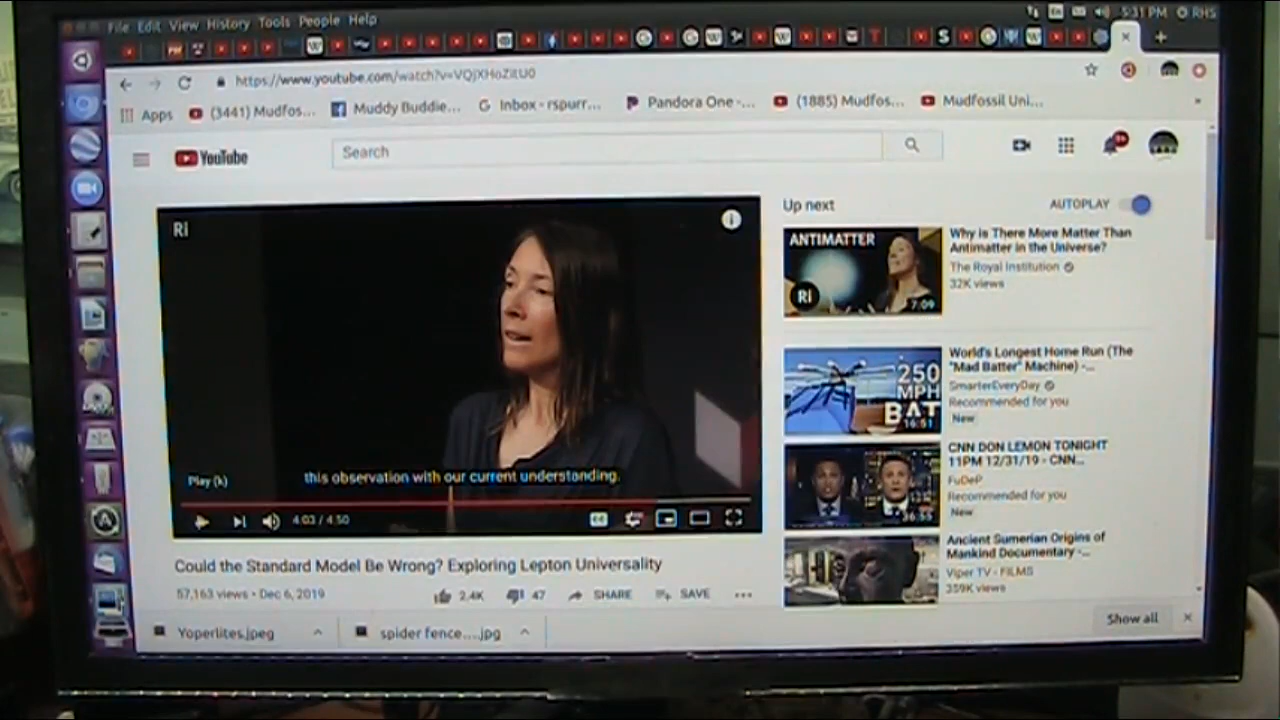 File Edit View History Tools People Help
5:31 PM RHS
https://www.youtube.com/watch?v=VQjXHoZitU0
Apps (3441) Mudfos... Muddy Buddie... Inbox - rspurr... Pandora One -... (1885) Mudfos... Mudfossil Uni...
YouTube
Search
Up next
AUTOPLAY
Ri
ANTIMATTER
Ri
7:09
Why is There More Matter Than
Antimatter in the Universe?
The Royal Institution
32K views
250
MPH
BAT
16:51
World's Longest Home Run (The
"Mad Batter" Machine) -...
SmarterEveryDay
Recommended for you
New
CNN DON LEMON TONIGHT
11PM 12/31/19 - CNN...
FuDeP
Recommended for you
New
36:55
Ancient Sumerian Origins of
Mankind Documentary -...
Viper TV - FILMS
359K views
this observation with our current understanding.
Play (k)
4:03 / 4:50
Could the Standard Model Be Wrong? Exploring Lepton Universality
57,163 views • Dec 6, 2019
2.4K 47 SHARE SAVE
Yoperlites.jpeg
spider fence....jpg
Show all